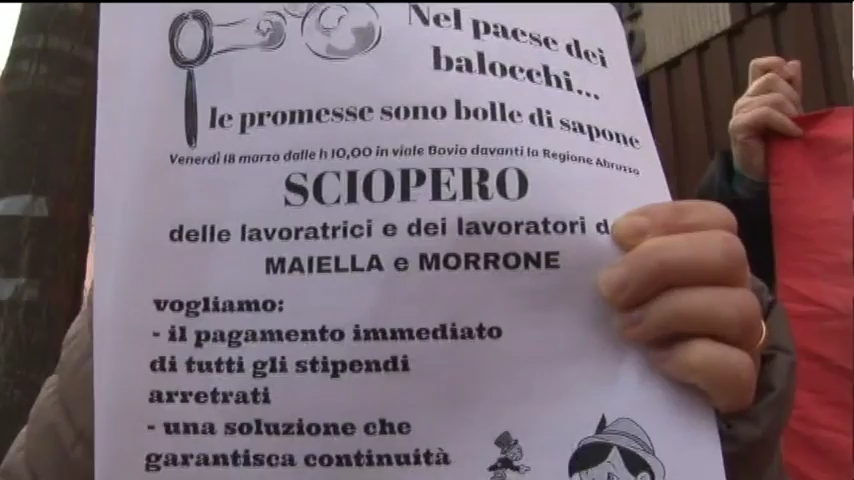 Nel paese dei
balocchi...
le promesse sono bolle di sapone
Venerdì 18 marzo dalle h 10,00 in viale Bovio davanti la Regione Abruzzo
SCIOPERO
delle lavoratrici e dei lavoratori
MAIELLA e MORRONE
vogliamo:
- il pagamento immediato
di tutti gli stipendi
arretrati
- una soluzione che
garantisca continuità